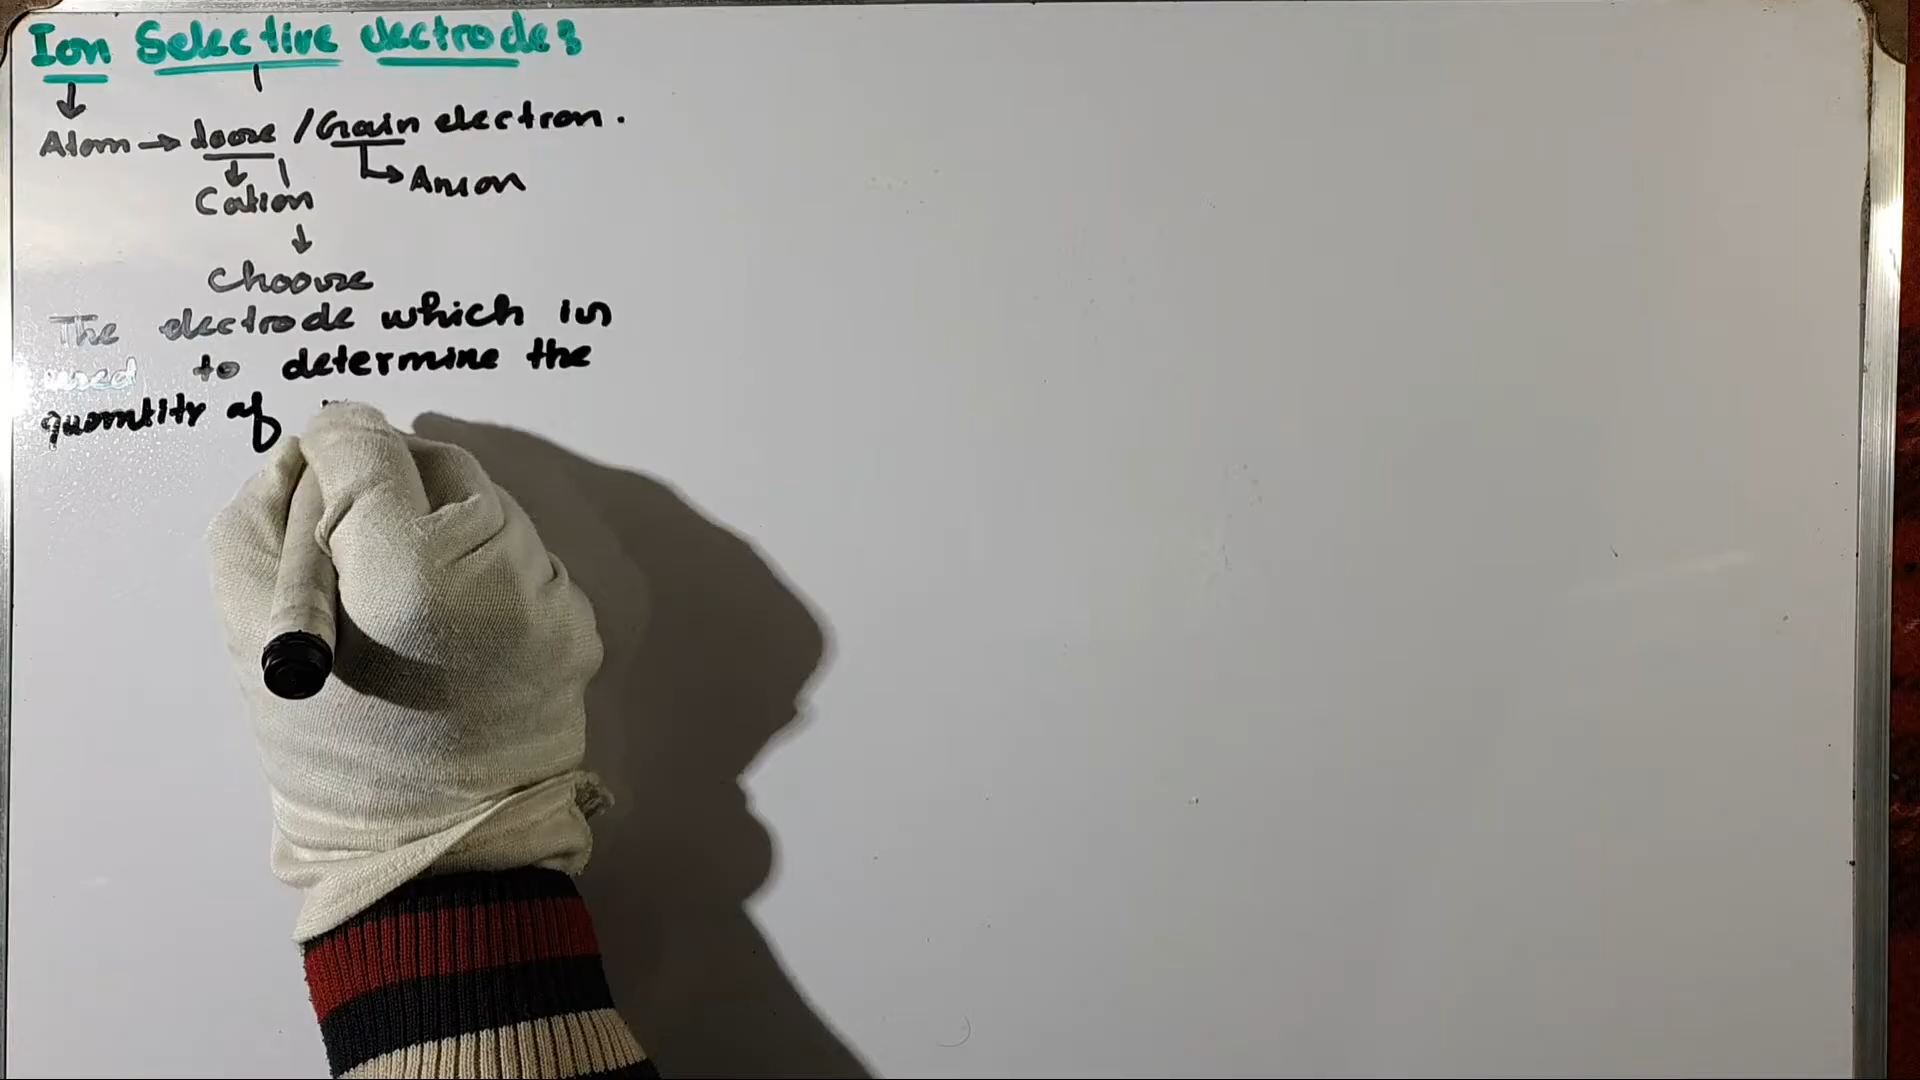 Ion Selective electrodes
Atom → loose / Gain electron.
Cation
Anion
Choose
The electrode which is
used to determine the
quantity of